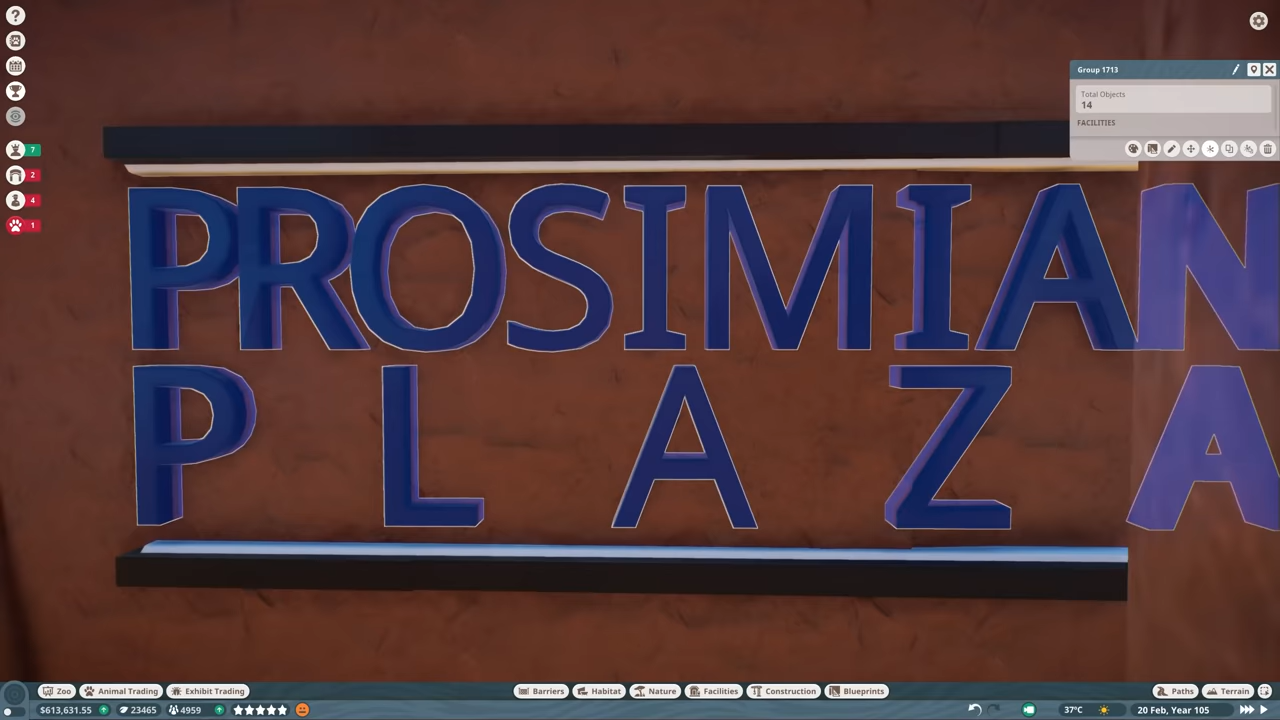 ?
Group 1713
Total Objects
14
FACILITIES
7
2
4
1
PROSIMIAN
PLAZA
Zoo Animal Trading Exhibit Trading Barriers Habitat Nature Facilities Construction Blueprints Paths Terrain
$613,631.55 23465 4959 37°C 20 Feb, Year 105